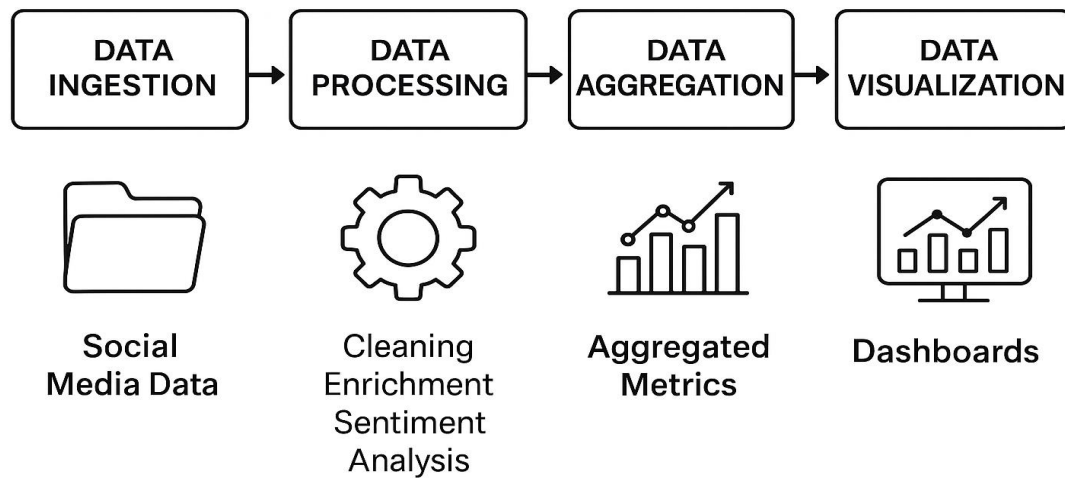 DATA
INGESTION
DATA
PROCESSING
DATA
AGGREGATION
DATA
VISUALIZATION
Social
Media Data
Cleaning
Enrichment
Sentiment
Analysis
Aggregated
Metrics
Dashboards